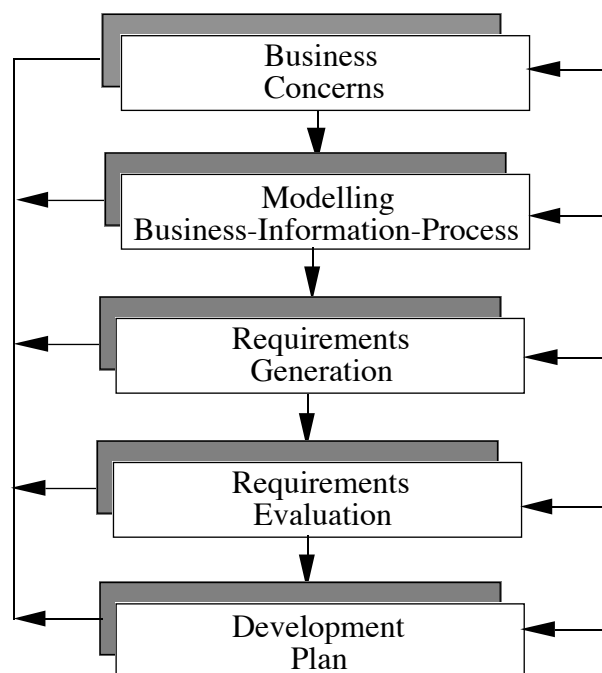 Business
Concerns
Modelling
Business-Information-Process
Requirements
Generation
Requirements
Evaluation
Development
Plan